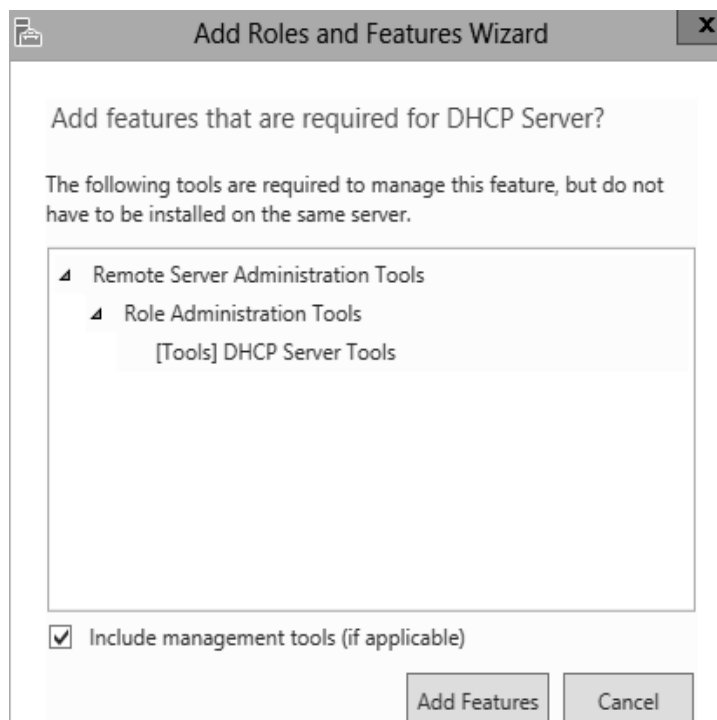 Add Roles and Features Wizard
x
Add features that are required for DHCP Server?
The following tools are required to manage this feature, but do not
have to be installed on the same server.
Remote Server Administration Tools
Role Administration Tools
[Tools] DHCP Server Tools
Include management tools (if applicable)
Add Features
Cancel